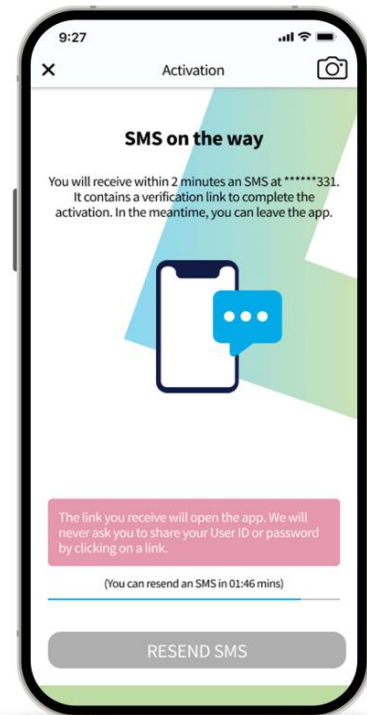 9:27
Activation
SMS on the way
You will receive within 2 minutes an SMS at ******331.
It contains a verification link to complete the
activation. In the meantime, you can leave the app.
The link you receive will open the app. We will
never ask you to share your User ID or password
by clicking on a link.
(You can resend an SMS in 01:46 mins)
RESEND SMS